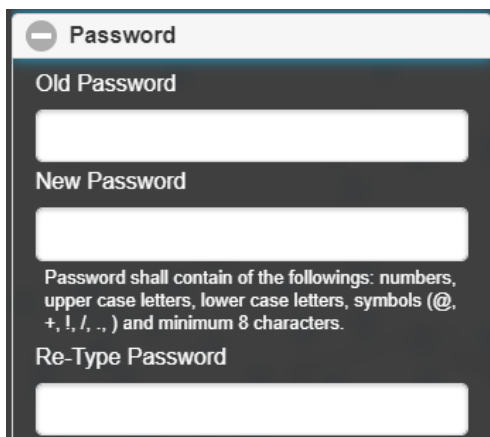 Password
Old Password
New Password
Password shall contain of the followings: numbers,
upper case letters, lower case letters, symbols (@,
+, !, /, ., ) and minimum 8 characters.
Re-Type Password